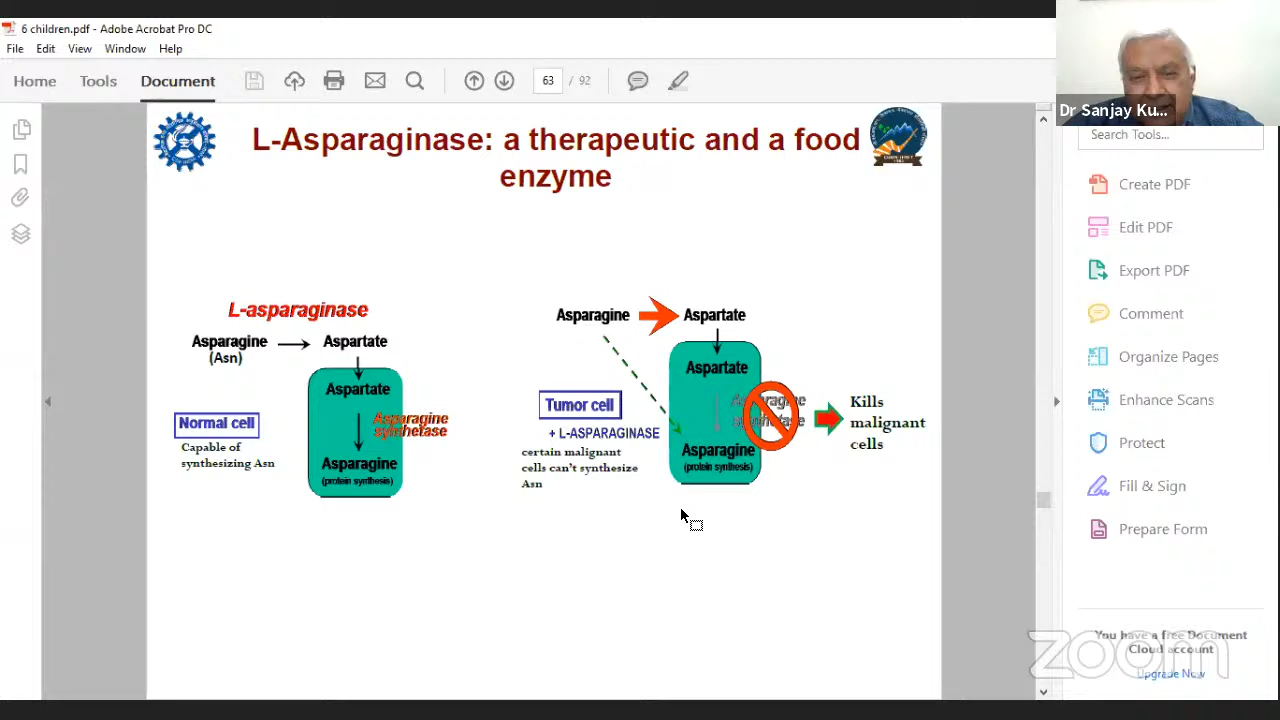 6 children.pdf - Adobe Acrobat Pro DC
File Edit View Window Help
Home Tools Document 63 / 92
Dr Sanjay Ku...
Search Tools...
Create PDF
Edit PDF
Export PDF
Comment
Organize Pages
Enhance Scans
Protect
Fill & Sign
Prepare Form
You have a free Document
Cloud account
Upgrade Now
zoom
L-Asparaginase: a therapeutic and a food
enzyme
L-asparaginase
Asparagine
(Asn)
Aspartate
Aspartate
Asparagine
synthetase
Asparagine
(protein synthesis)
Normal cell
Capable of
synthesizing Asn
Asparagine
Aspartate
Aspartate
Asparagine
synthetase
Asparagine
(protein synthesis)
Tumor cell
+ L-ASPARAGINASE
certain malignant
cells can't synthesize
Asn
Kills
malignant
cells